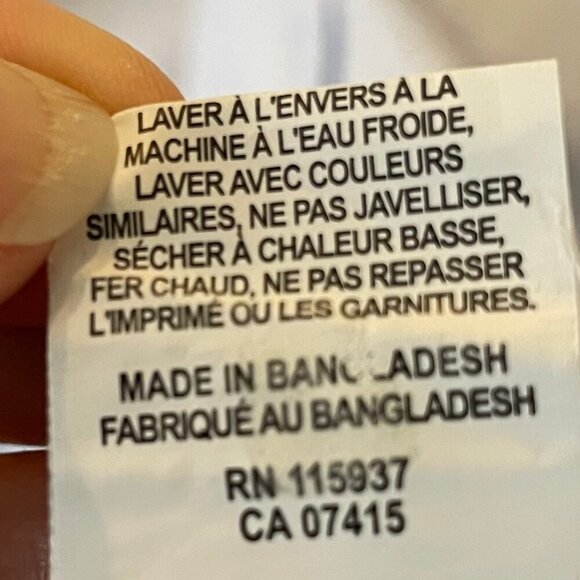 LAVER À L'ENVERS À LA
MACHINE À L'EAU FROIDE,
LAVER AVEC COULEURS
SIMILAIRES, NE PAS JAVELLISER,
SÉCHER À CHALEUR BASSE,
FER CHAUD, NE PAS REPASSER
L'IMPRIMÉ OU LES GARNITURES.
MADE IN BANGLADESH
FABRIQUÉ AU BANGLADESH
RN 115937
CA 07415